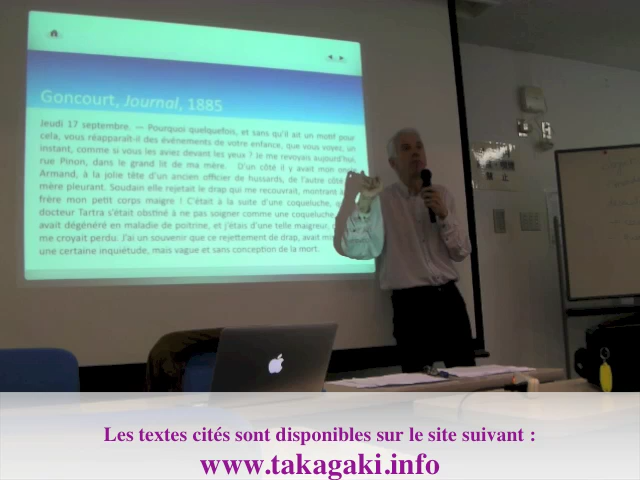 Goncourt, Journal, 1885
Jeudi 17 septembre. — Pourquoi quelquefois, et sans qu'il ait un motif pour
cela, vous réapparaît-il des événements de votre enfance, que vous voyez, un
instant, comme si vous les aviez devant les yeux ? Je me revoyais aujourd'hui,
rue Pinon, dans le grand lit de ma mère. D'un côté il y avait mon
Armand, à la jolie tête d'un ancien officier de hussards, de l'autre côté
mère pleurant. Soudain elle rejetait le drap qui me recouvrait, montrant à
frère mon petit corps maigre ! C'était à la suite d'une coqueluche,
docteur Tartra s'était obstiné à ne pas soigner comme une coqueluche,
avait dégénéré en maladie de poitrine, et j'étais d'une telle maigreur,
me croyait perdu. J'ai un souvenir que ce rejettement de drap, avait
une certaine inquiétude, mais vague et sans conception de la mort.
Les textes cités sont disponibles sur le site suivant :
www.takagaki.info